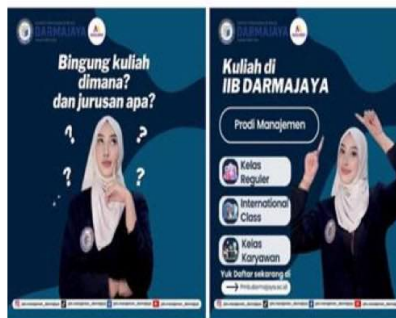 DARMAJAYA
Bingung kuliah
dimana?
dan jurusan apa?
? ?
? ?
DARMAJAYA
Kuliah di
IIB DARMAJAYA
Prodi Manajemen
Kelas
Reguler
International
Class
Kelas
Karyawan
Yuk Daftar sekarang di